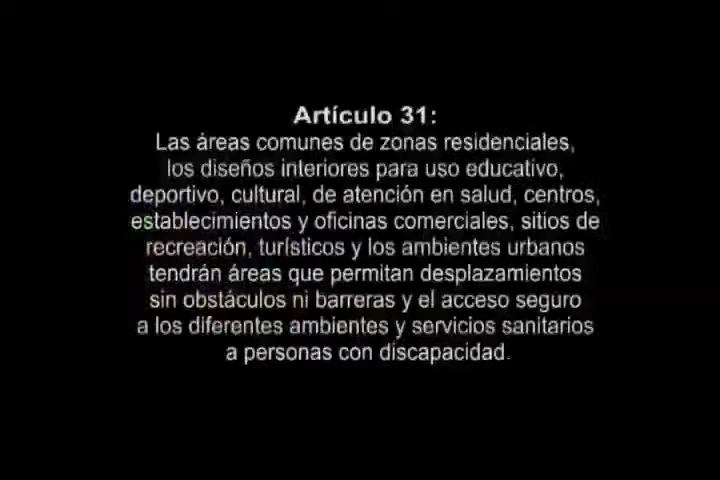 Artículo 31:
Las áreas comunes de zonas residenciales,
los diseños interiores para uso educativo,
deportivo, cultural, de atención en salud, centros,
establecimientos y oficinas comerciales, sitios de
recreación, turísticos y los ambientes urbanos
tendrán áreas que permitan desplazamientos
sin obstáculos ni barreras y el acceso seguro
a los diferentes ambientes y servicios sanitarios
a personas con discapacidad.